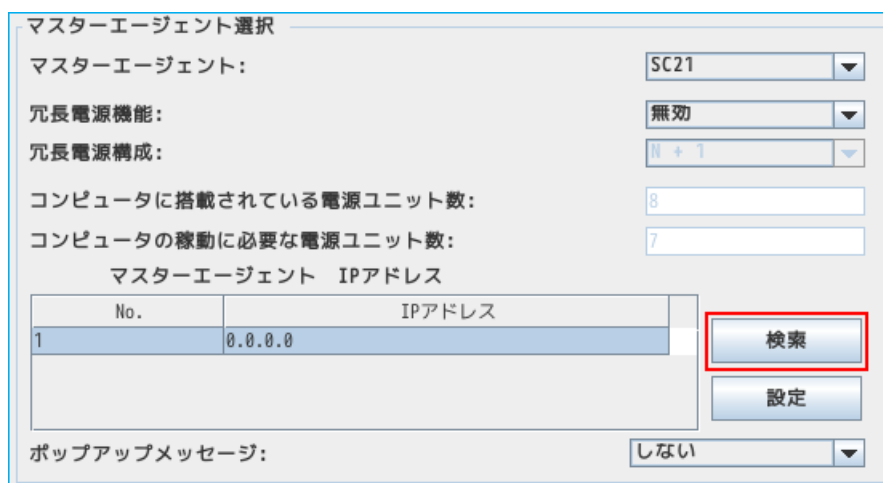 マスターエージェント選択
マスターエージェント: SC21
冗長電源機能: 無効
冗長電源構成: N + 1
コンピュータに搭載されている電源ユニット数: 8
コンピュータの稼動に必要な電源ユニット数: 7
マスターエージェント　IPアドレス
No. IPアドレス
1 0.0.0.0
検索
設定
ポップアップメッセージ: しない